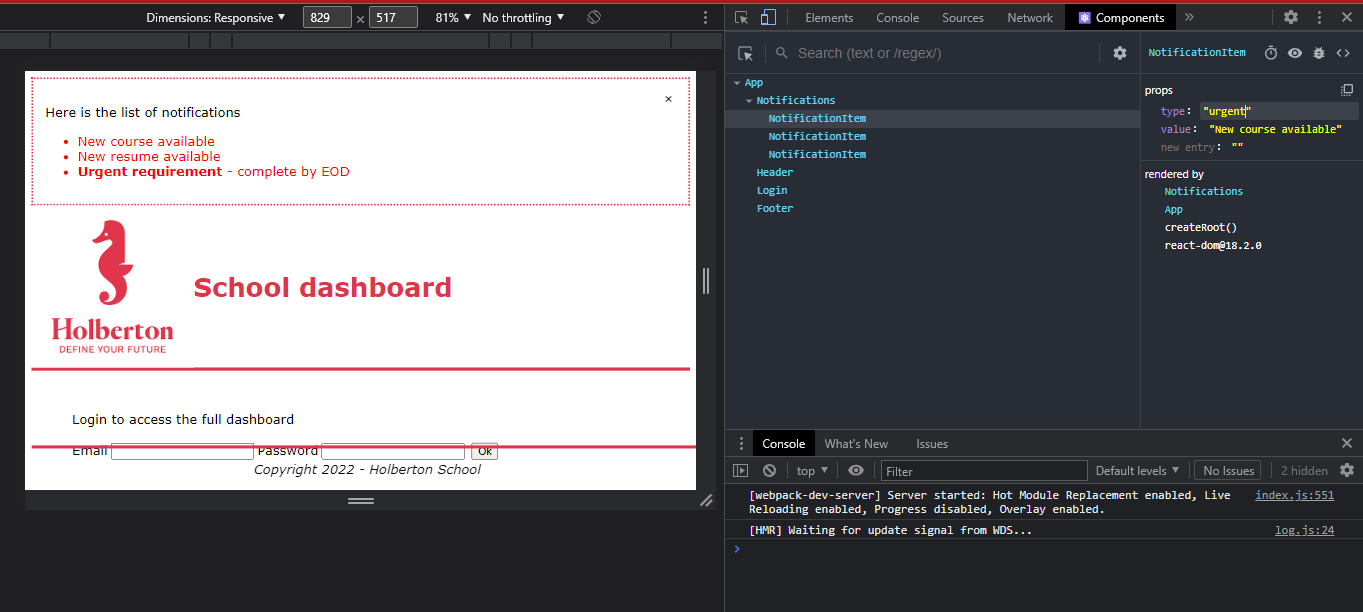 Dimensions: Responsive ▼ 829 × 517 81% ▼ No throttling ▼
Elements Console Sources Network Components »
Here is the list of notifications ×
• New course available
• New resume available
• Urgent requirement - complete by EOD
Holberton
DEFINE YOUR FUTURE
School dashboard
Login to access the full dashboard
Email Password Ok
Copyright 2022 - Holberton School
Search (text or /regex/)
App
Notifications
NotificationItem
NotificationItem
NotificationItem
Header
Login
Footer
NotificationItem
props
type: "urgent"
value: "New course available"
new entry: ""
rendered by
Notifications
App
createRoot()
react-dom@18.2.0
Console What's New Issues
top ▼ Filter Default levels ▼ No Issues 2 hidden
[webpack-dev-server] Server started: Hot Module Replacement enabled, Live index.js:551
Reloading enabled, Progress disabled, Overlay enabled.
[HMR] Waiting for update signal from WDS... log.js:24